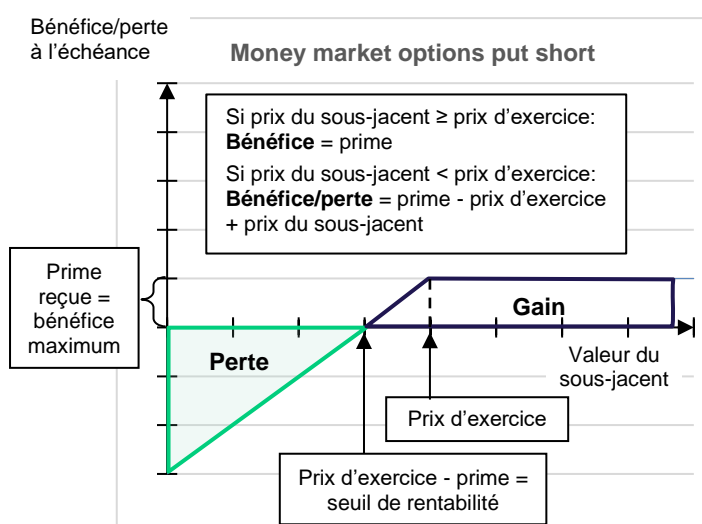 Bénéfice/perte
à l’échéance
Money market options put short
Si prix du sous-jacent ≥ prix d’exercice:
Bénéfice = prime
Si prix du sous-jacent < prix d’exercice:
Bénéfice/perte = prime - prix d’exercice
+ prix du sous-jacent
Prime
reçue =
bénéfice
maximum
Gain
Perte
Valeur du
sous-jacent
Prix d’exercice
Prix d’exercice - prime =
seuil de rentabilité